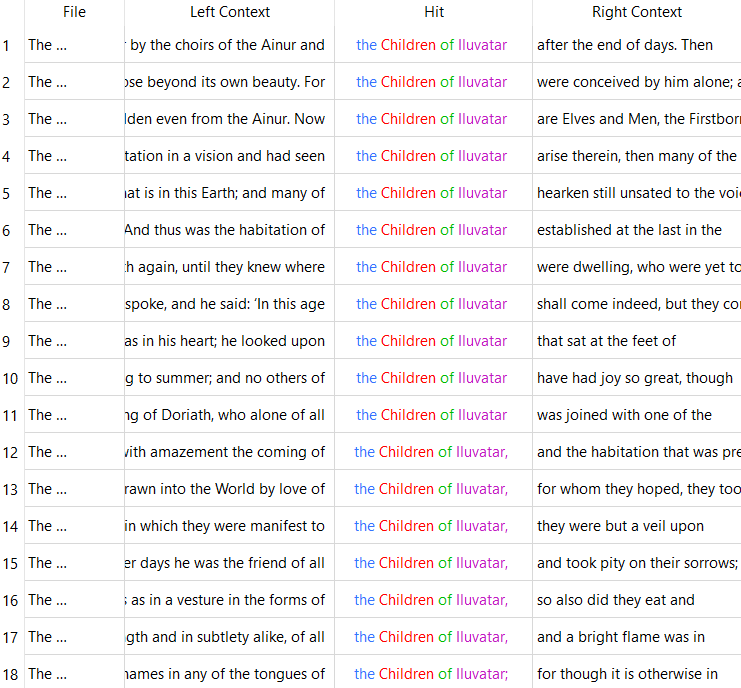 File Left Context Hit Right Context
1 The ... by the choirs of the Ainur and the Children of Iluvatar after the end of days. Then
2 The ... beyond its own beauty. For the Children of Iluvatar were conceived by him alone;
3 The ... even from the Ainur. Now the Children of Iluvatar are Elves and Men, the
4 The ... in a vision and had seen the Children of Iluvatar arise therein, then many of the
5 The ... is in this Earth; and many of the Children of Iluvatar hearken still unsated to the
6 The ... And thus was the habitation of the Children of Iluvatar established at the last in the
7 The ... again, until they knew where the Children of Iluvatar were dwelling, who were yet to
8 The ... spoke, and he said: ‘In this age the Children of Iluvatar shall come indeed, but they
9 The ... as in his heart; he looked upon the Children of Iluvatar that sat at the feet of
10 The ... to summer; and no others of the Children of Iluvatar have had joy so great, though
11 The ... of Doriath, who alone of all the Children of Iluvatar was joined with one of the
12 The ... with amazement the coming of the Children of Iluvatar, and the habitation that was
13 The ... into the World by love of the Children of Iluvatar, for whom they hoped, they
14 The ... in which they were manifest to the Children of Iluvatar, they were but a veil upon
15 The ... days he was the friend of all the Children of Iluvatar, and took pity on their sorrows;
16 The ... as in a vesture in the forms of the Children of Iluvatar, so also did they eat and
17 The ... and in subtlety alike, of all the Children of Iluvatar, and a bright flame was in
18 The ... names in any of the tongues of the Children of Iluvatar; for though it is otherwise in